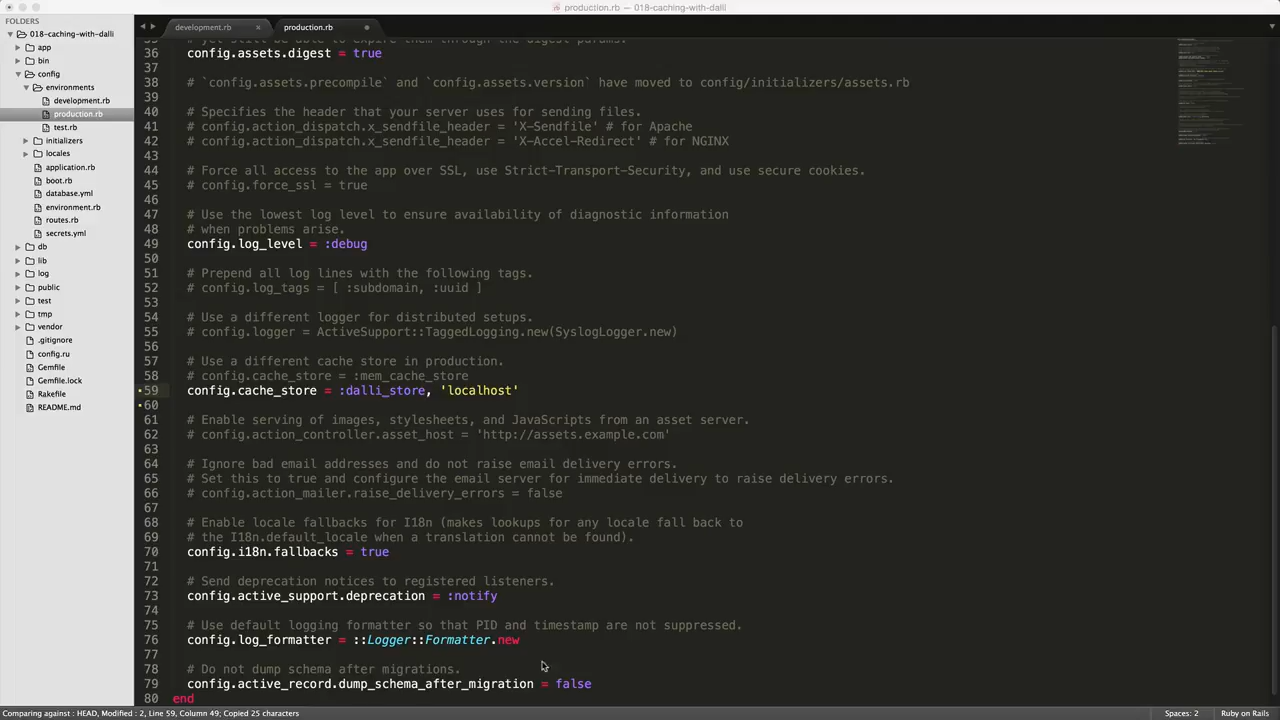 production.rb — 018-caching-with-dalli
FOLDERS
018-caching-with-dalli
app
bin
config
environments
development.rb
production.rb
test.rb
initializers
locales
application.rb
boot.rb
database.yml
environment.rb
routes.rb
secrets.yml
db
lib
log
public
test
tmp
vendor
.gitignore
config.ru
Gemfile
Gemfile.lock
Rakefile
README.md
development.rb ×
production.rb
# yet still be able to expire them through the digest params.
36 config.assets.digest = true
37
38 # `config.assets.precompile` and `config.assets.version` have moved to config/initializers/assets.rb
39
40 # Specifies the header that your server uses for sending files.
41 # config.action_dispatch.x_sendfile_header = 'X-Sendfile' # for Apache
42 # config.action_dispatch.x_sendfile_header = 'X-Accel-Redirect' # for NGINX
43
44 # Force all access to the app over SSL, use Strict-Transport-Security, and use secure cookies.
45 # config.force_ssl = true
46
47 # Use the lowest log level to ensure availability of diagnostic information
48 # when problems arise.
49 config.log_level = :debug
50
51 # Prepend all log lines with the following tags.
52 # config.log_tags = [ :subdomain, :uuid ]
53
54 # Use a different logger for distributed setups.
55 # config.logger = ActiveSupport::TaggedLogging.new(SyslogLogger.new)
56
57 # Use a different cache store in production.
58 # config.cache_store = :mem_cache_store
59 config.cache_store = :dalli_store, 'localhost'
60
61 # Enable serving of images, stylesheets, and JavaScripts from an asset server.
62 # config.action_controller.asset_host = 'http://assets.example.com'
63
64 # Ignore bad email addresses and do not raise email delivery errors.
65 # Set this to true and configure the email server for immediate delivery to raise delivery errors.
66 # config.action_mailer.raise_delivery_errors = false
67
68 # Enable locale fallbacks for I18n (makes lookups for any locale fall back to
69 # the I18n.default_locale when a translation cannot be found).
70 config.i18n.fallbacks = true
71
72 # Send deprecation notices to registered listeners.
73 config.active_support.deprecation = :notify
74
75 # Use default logging formatter so that PID and timestamp are not suppressed.
76 config.log_formatter = ::Logger::Formatter.new
77
78 # Do not dump schema after migrations.
79 config.active_record.dump_schema_after_migration = false
80 end
Comparing against : HEAD, Modified : 2, Line 59, Column 49; Copied 25 characters
Spaces: 2
Ruby on Rails